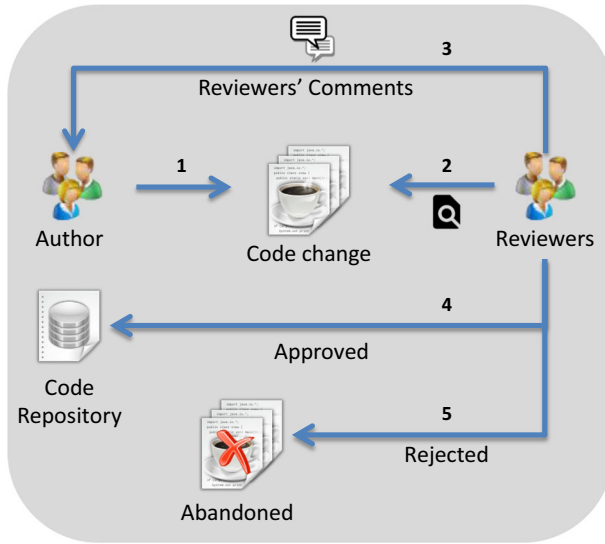 3
Reviewers' Comments
1
2
Author
Code change
Reviewers
4
Approved
Code
Repository
5
Rejected
Abandoned